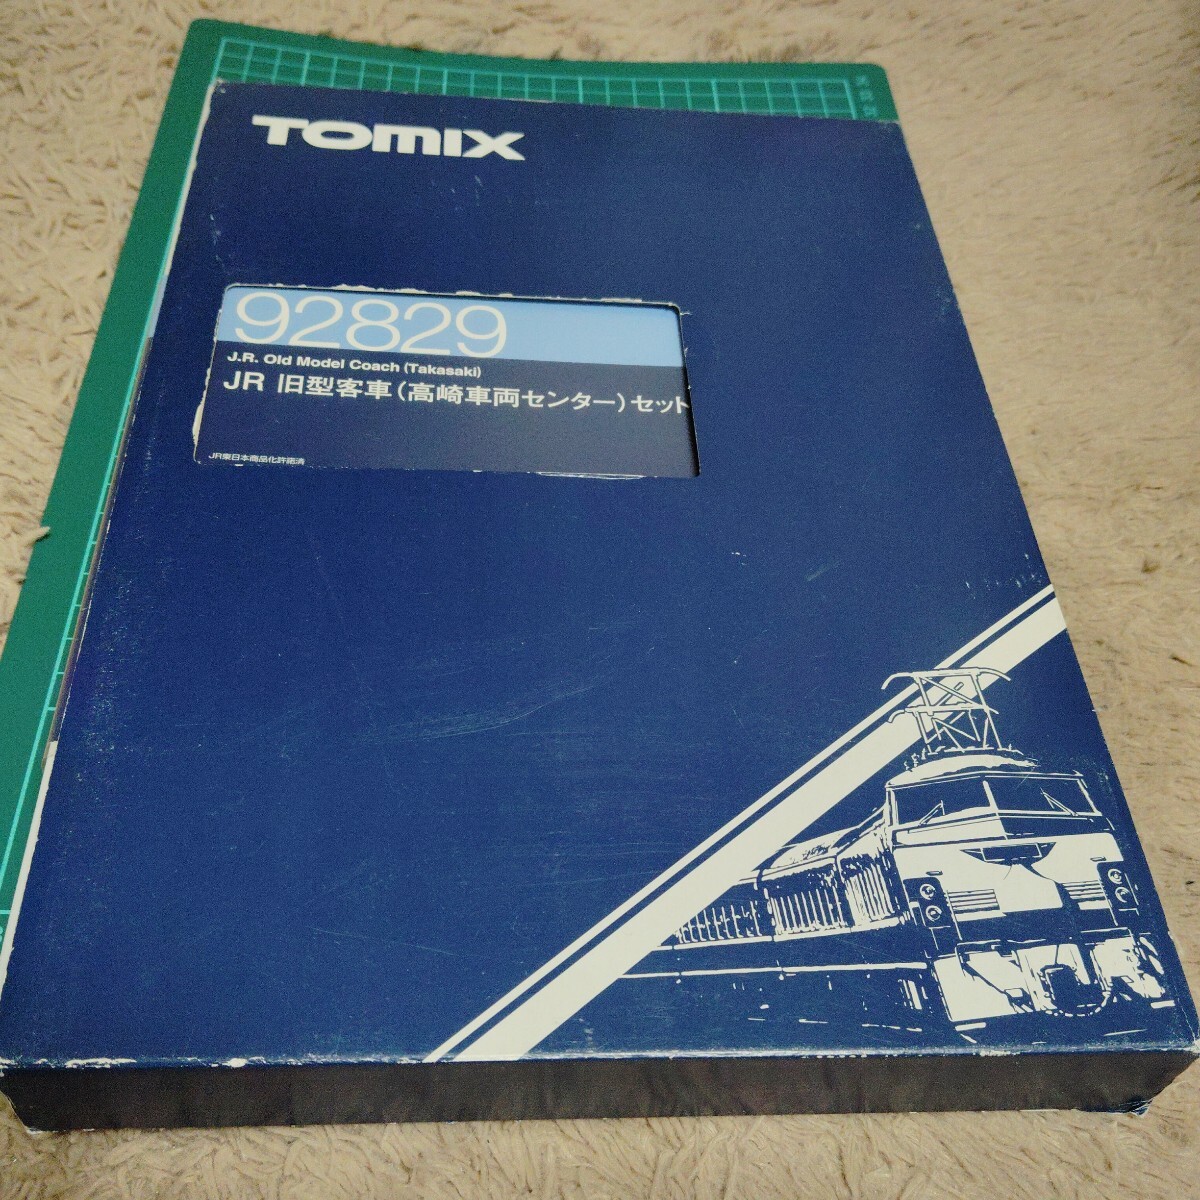 TOMIX
92829
J.R. Old Model Coach (Takasaki)
JR 旧型客車(高崎車両センター)セット
JR東日本商品化許諾済